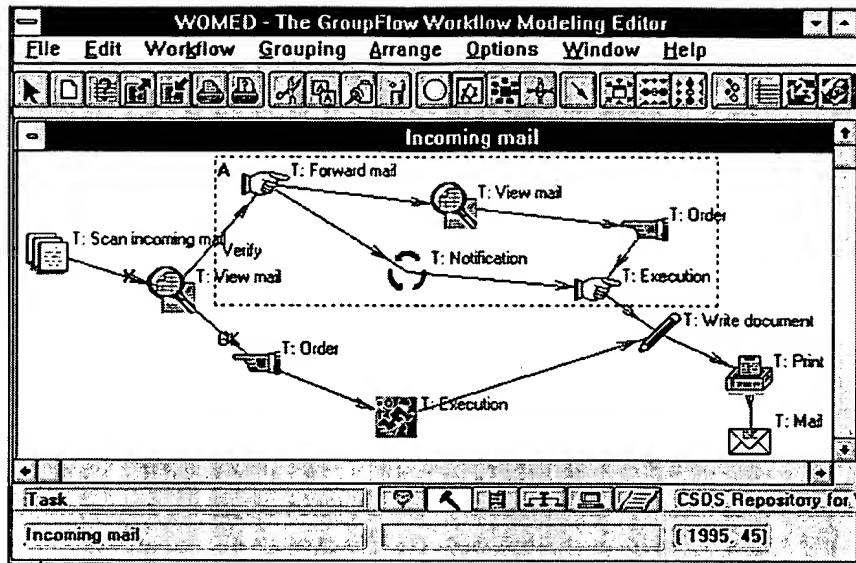 WOMED - The GroupFlow Workflow Modeling Editor
File Edit Workflow Grouping Arrange Options Window Help
Incoming mail
A
T: Forward mail
T: View mail
T: Order
T: Scan incoming mail
Verify
T: Notification
X
T: View mail
T: Execution
T: Write document
OK
T: Order
T: Print
T: Execution
T: Mail
Task
CSDS Repository for
Incoming mail
[ 1995, 45]